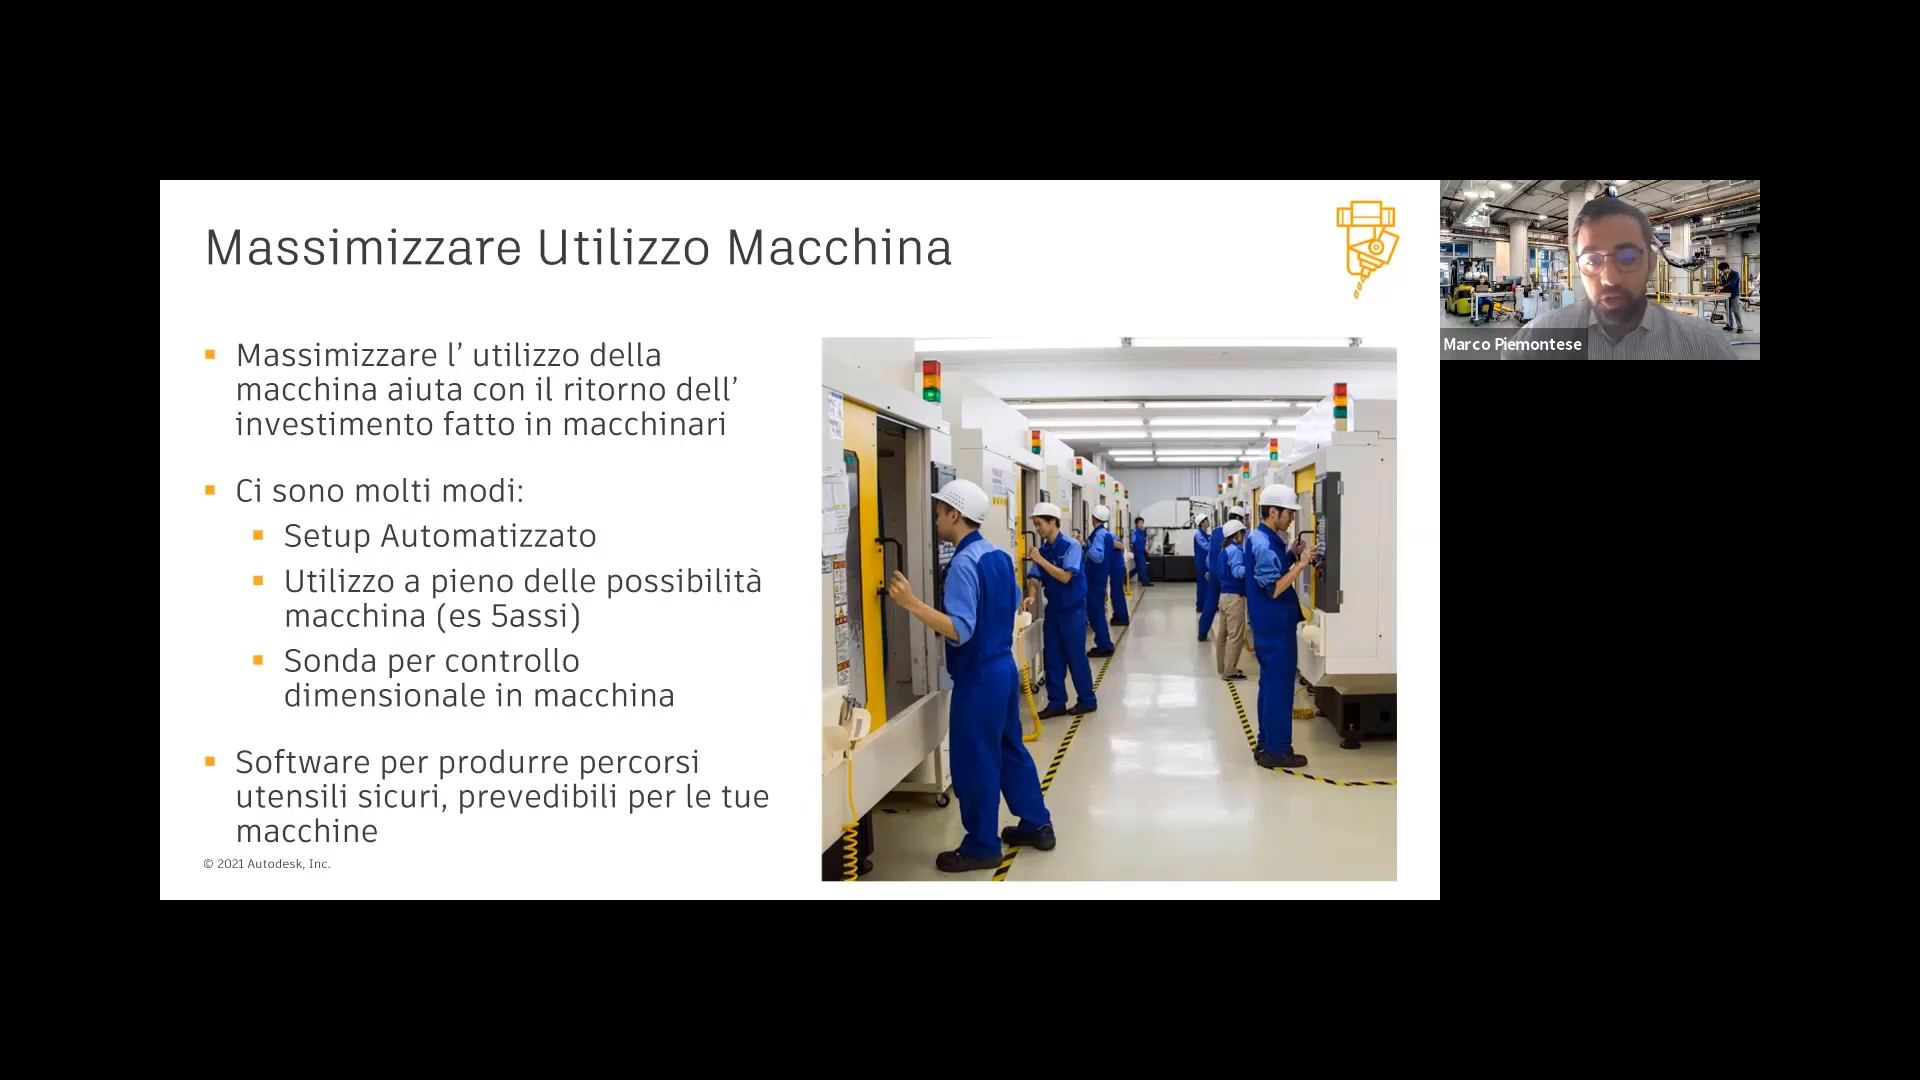 Massimizzare Utilizzo Macchina
Massimizzare l’ utilizzo della
macchina aiuta con il ritorno dell’
investimento fatto in macchinari
Ci sono molti modi:
Setup Automatizzato
Utilizzo a pieno delle possibilità
macchina (es 5assi)
Sonda per controllo
dimensionale in macchina
Software per produrre percorsi
utensili sicuri, prevedibili per le tue
macchine
© 2021 Autodesk, Inc.
Marco Piemontese